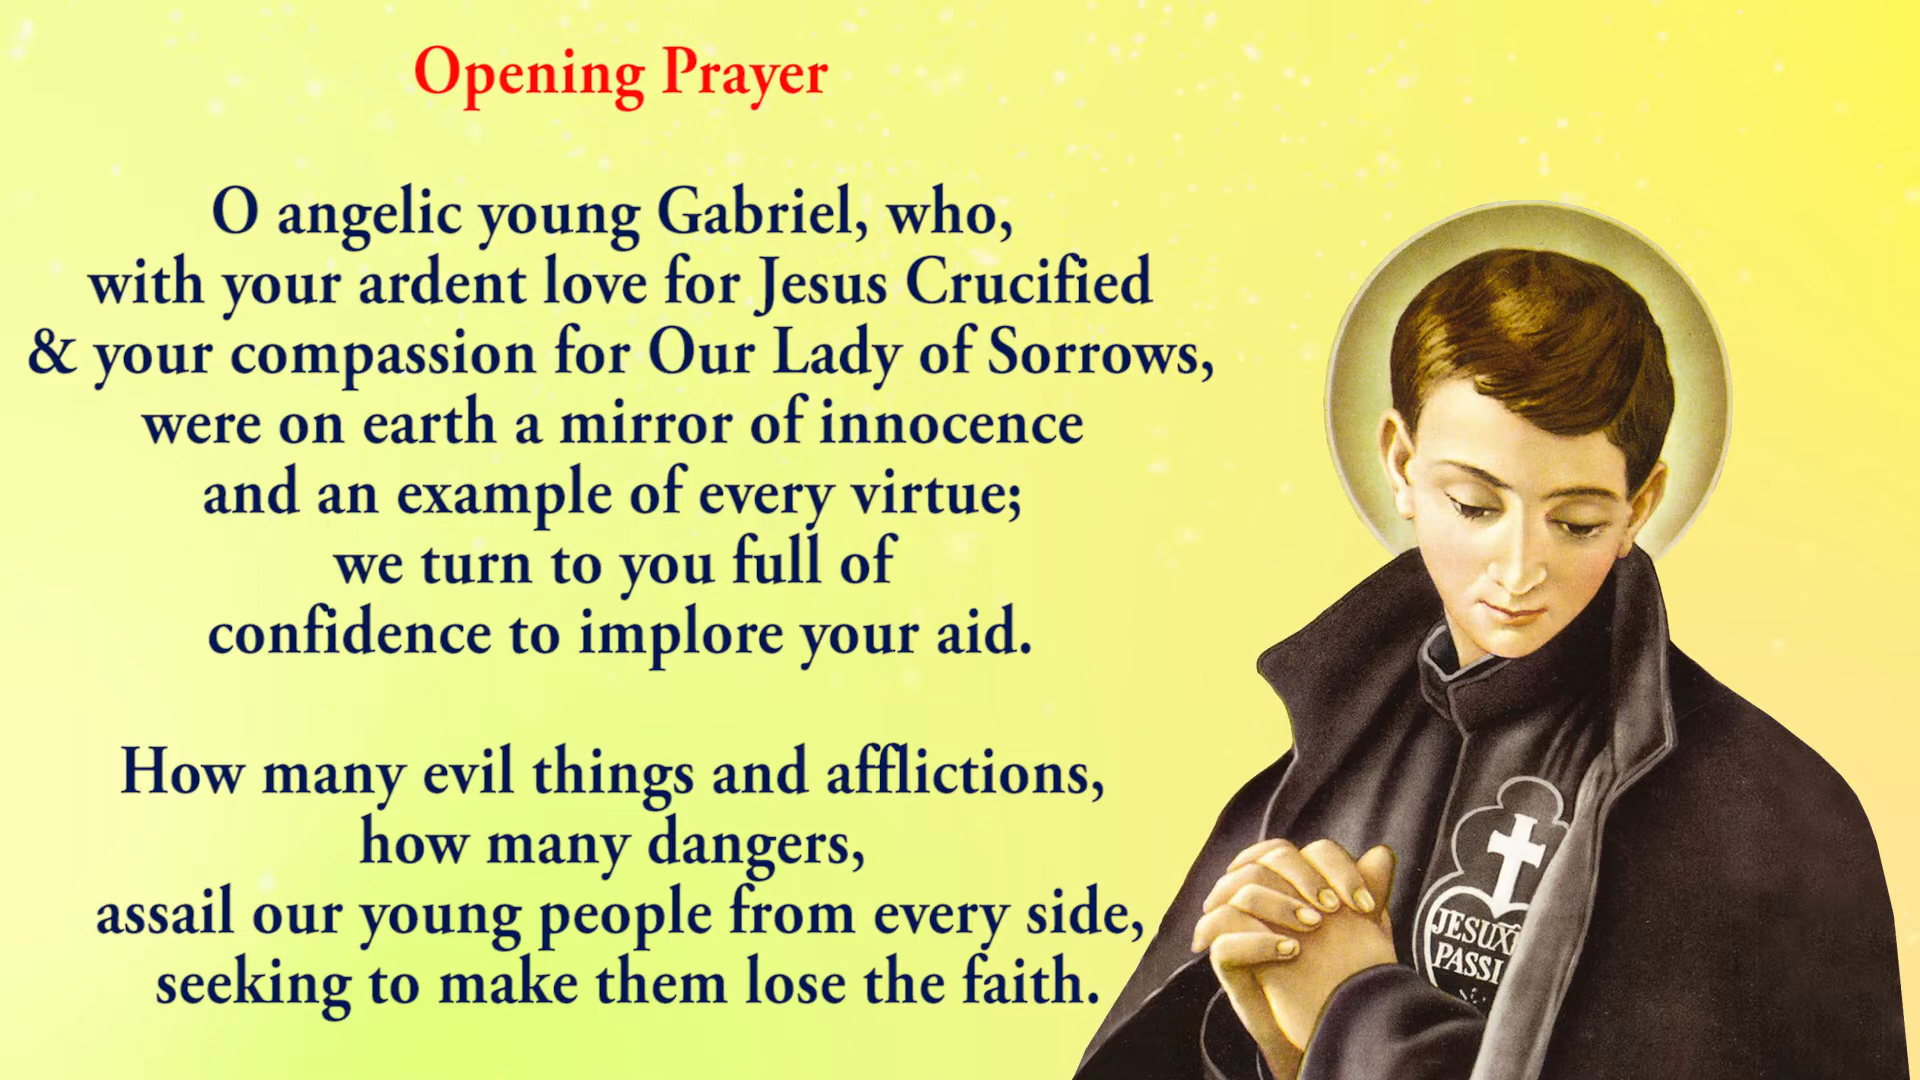 Opening Prayer
O angelic young Gabriel, who,
with your ardent love for Jesus Crucified
& your compassion for Our Lady of Sorrows,
were on earth a mirror of innocence
and an example of every virtue;
we turn to you full of
confidence to implore your aid.
How many evil things and afflictions,
how many dangers,
assail our young people from every side,
seeking to make them lose the faith.
JESU
PASSI